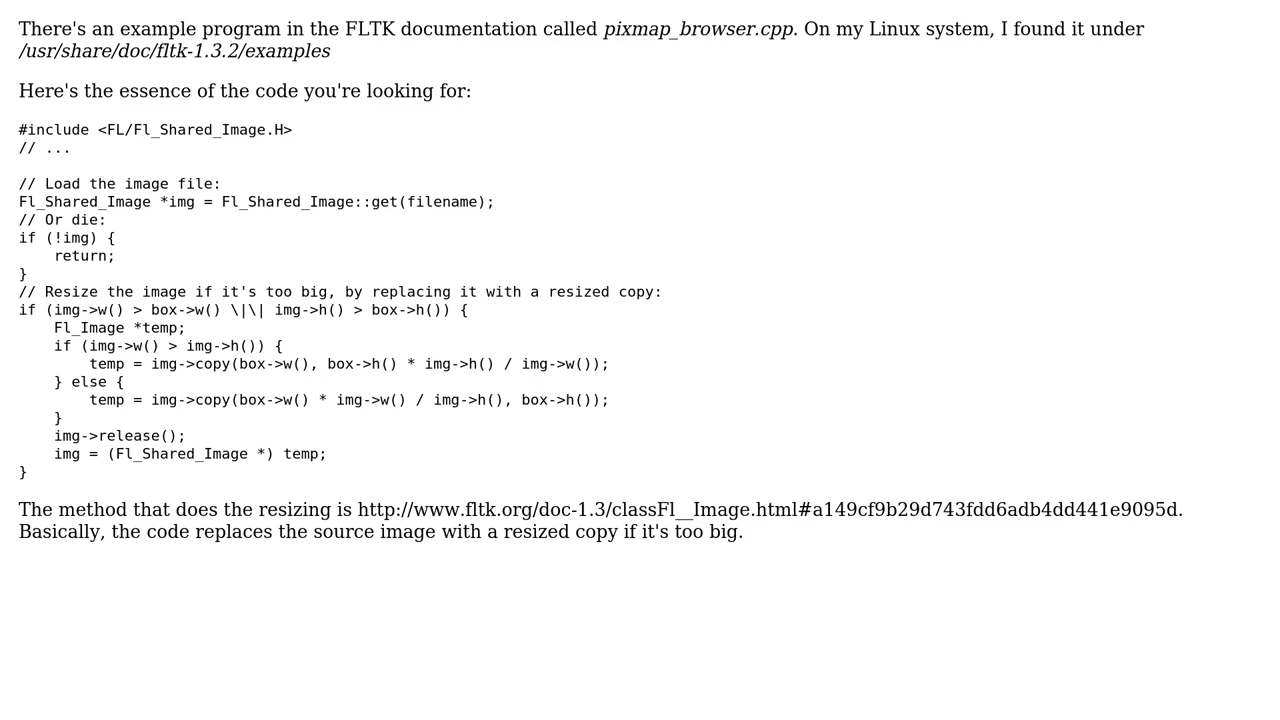 There's an example program in the FLTK documentation called pixmap_browser.cpp. On my Linux system, I found it under
/usr/share/doc/fltk-1.3.2/examples
Here's the essence of the code you're looking for:
#include <FL/Fl_Shared_Image.H>
// ...
// Load the image file:
Fl_Shared_Image *img = Fl_Shared_Image::get(filename);
// Or die:
if (!img) {
    return;
}
// Resize the image if it's too big, by replacing it with a resized copy:
if (img->w() > box->w() \|\| img->h() > box->h()) {
    Fl_Image *temp;
    if (img->w() > img->h()) {
        temp = img->copy(box->w(), box->h() * img->h() / img->w());
    } else {
        temp = img->copy(box->w() * img->w() / img->h(), box->h());
    }
    img->release();
    img = (Fl_Shared_Image *) temp;
}
The method that does the resizing is http://www.fltk.org/doc-1.3/classFl__Image.html#a149cf9b29d743fdd6adb4dd441e9095d.
Basically, the code replaces the source image with a resized copy if it's too big.